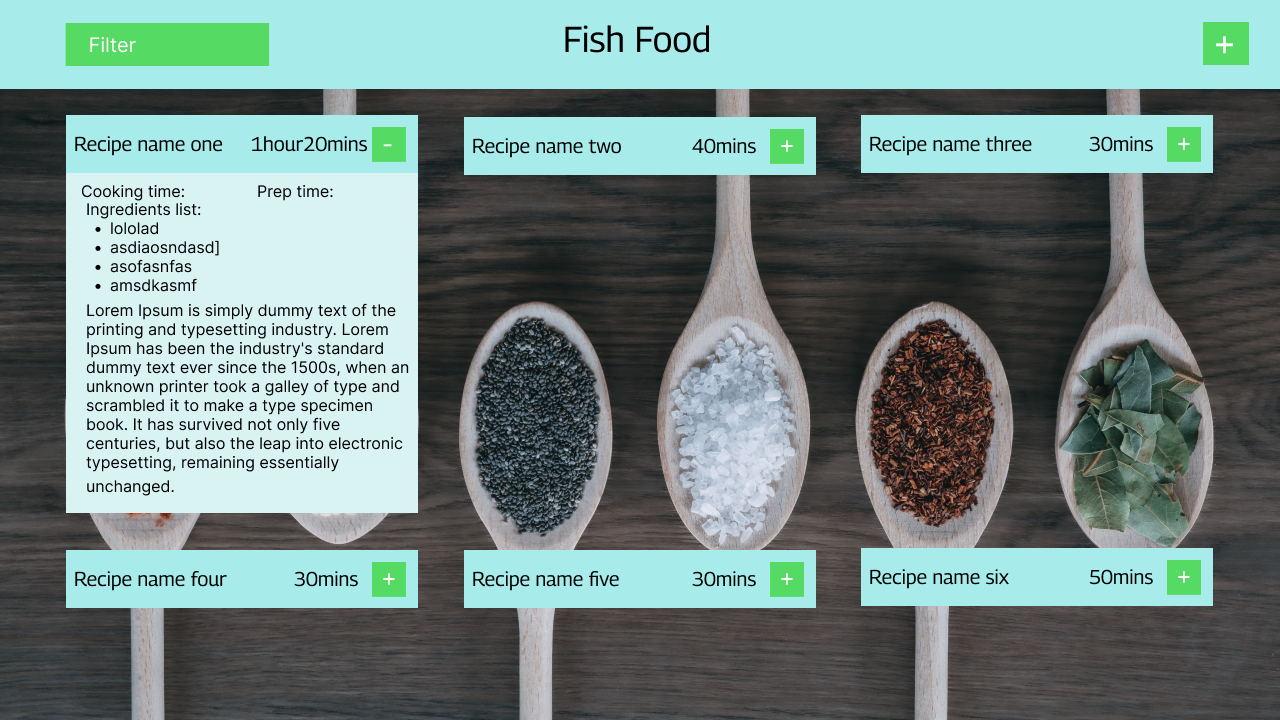 Filter
Fish Food
+
Recipe name one 1hour20mins -
Recipe name two 40mins +
Recipe name three 30mins +
Cooking time: Prep time:
Ingredients list:
• lololad
• asdiaosndasd]
• asofasnfas
• amsdkasmf
Lorem Ipsum is simply dummy text of the
printing and typesetting industry. Lorem
Ipsum has been the industry's standard
dummy text ever since the 1500s, when an
unknown printer took a galley of type and
scrambled it to make a type specimen
book. It has survived not only five
centuries, but also the leap into electronic
typesetting, remaining essentially
unchanged.
Recipe name four 30mins +
Recipe name five 30mins +
Recipe name six 50mins +